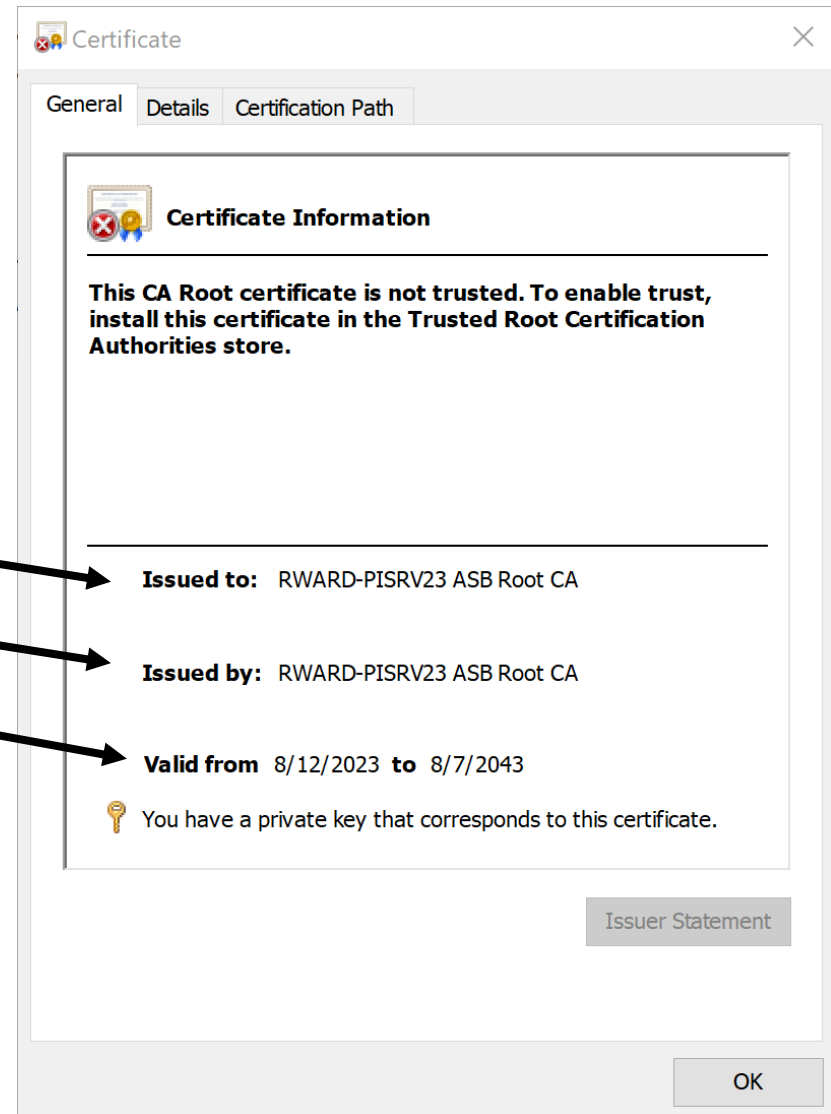 Certificate
General Details Certification Path
Certificate Information
This CA Root certificate is not trusted. To enable trust,
install this certificate in the Trusted Root Certification
Authorities store.
Issued to: RWARD-PISRV23 ASB Root CA
Issued by: RWARD-PISRV23 ASB Root CA
Valid from 8/12/2023 to 8/7/2043
You have a private key that corresponds to this certificate.
Issuer Statement
OK